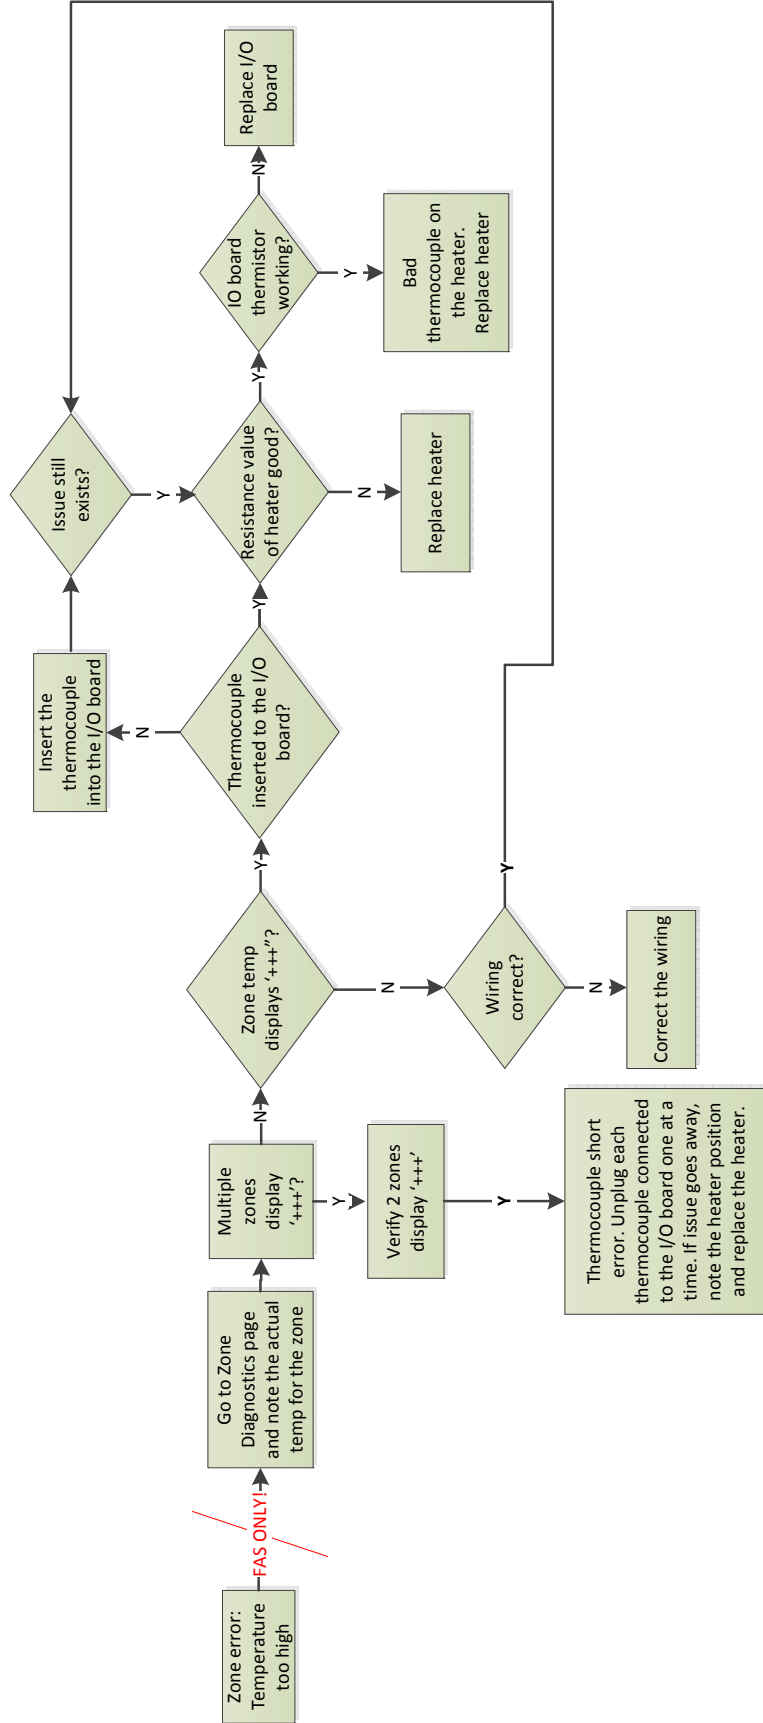 Zone error:
Temperature
too high
FAS ONLY!
Go to Zone
Diagnostics page
and note the actual
temp for the zone
Multiple
zones
display
‘+++’?
N
Y
Verify 2 zones
display ‘+++’
Y
Thermocouple short
error. Unplug each
thermocouple connected
to the I/O board one at a
time. If issue goes away,
note the heater position
and replace the heater.
Zone temp
displays ‘+++”?
Y
N
Wiring
correct?
Y
N
Correct the wiring
Thermocouple
inserted to the I/O
board?
N
Y
Insert the
thermocouple
into the I/O board
Issue still
exists?
Y
Resistance value
of heater good?
Y
N
Replace heater
IO board
thermistor
working?
N
Y
Replace I/O
board
Bad
thermocouple on
the heater.
Replace heater